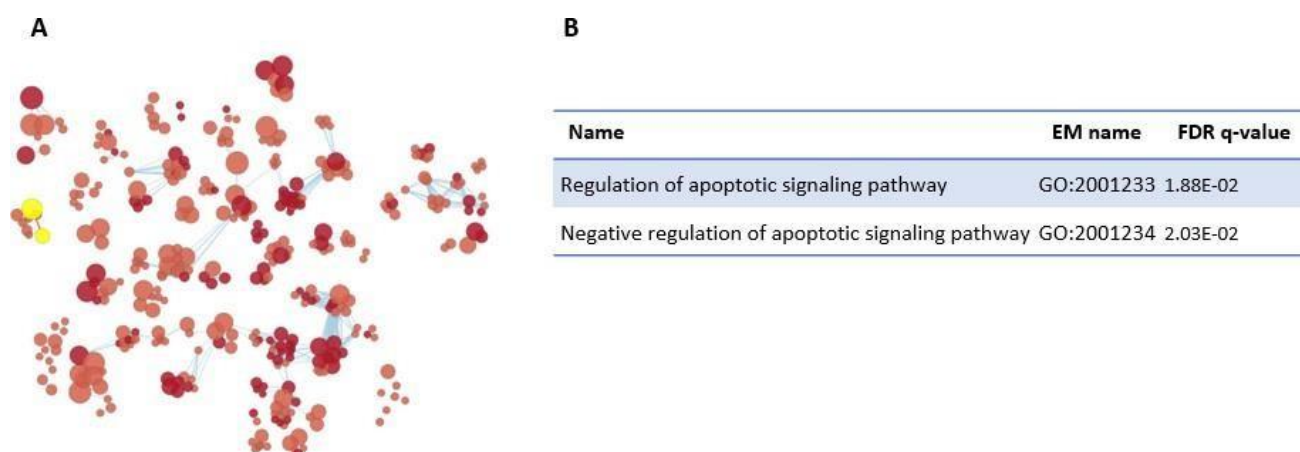 A
B
Name EM name FDR q-value
Regulation of apoptotic signaling pathway GO:2001233 1.88E-02
Negative regulation of apoptotic signaling pathway GO:2001234 2.03E-02